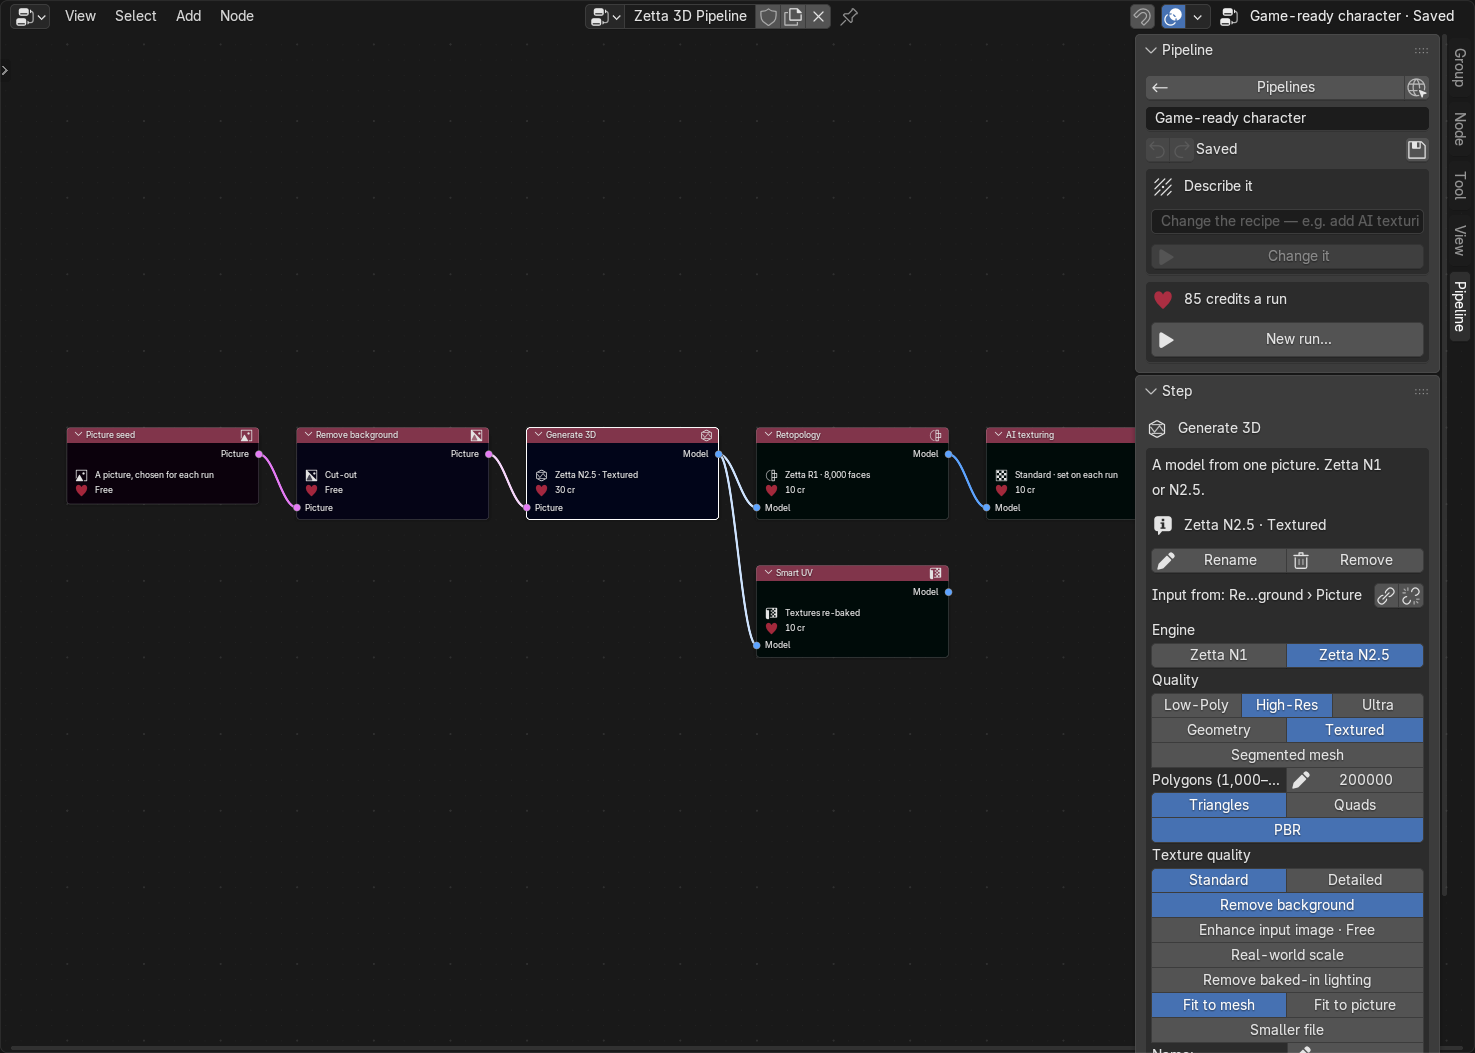 View Select Add Node Zetta 3D Pipeline Game-ready character · Saved
Pipeline
Pipelines
Game-ready character
Saved
Describe it
Change the recipe — e.g. add AI texturi
Change it
85 credits a run
New run...
Group
Node
Tool
View
Pipeline
Picture seed
Picture
A picture, chosen for each run
Free
Remove background
Picture
Cut-out
Free
Picture
Generate 3D
Model
Zetta N2.5 · Textured
30 cr
Picture
Retopology
Model
Zetta R1 · 8,000 faces
10 cr
Model
AI texturing
Standard · set on each run
10 cr
Model
Smart UV
Model
Textures re-baked
10 cr
Model
Step
Generate 3D
A model from one picture. Zetta N1
or N2.5.
Zetta N2.5 · Textured
Rename Remove
Input from: Re...ground › Picture
Engine
Zetta N1 Zetta N2.5
Quality
Low-Poly High-Res Ultra
Geometry Textured
Segmented mesh
Polygons (1,000–... 200000
Triangles Quads
PBR
Texture quality
Standard Detailed
Remove background
Enhance input image · Free
Real-world scale
Remove baked-in lighting
Fit to mesh Fit to picture
Smaller file